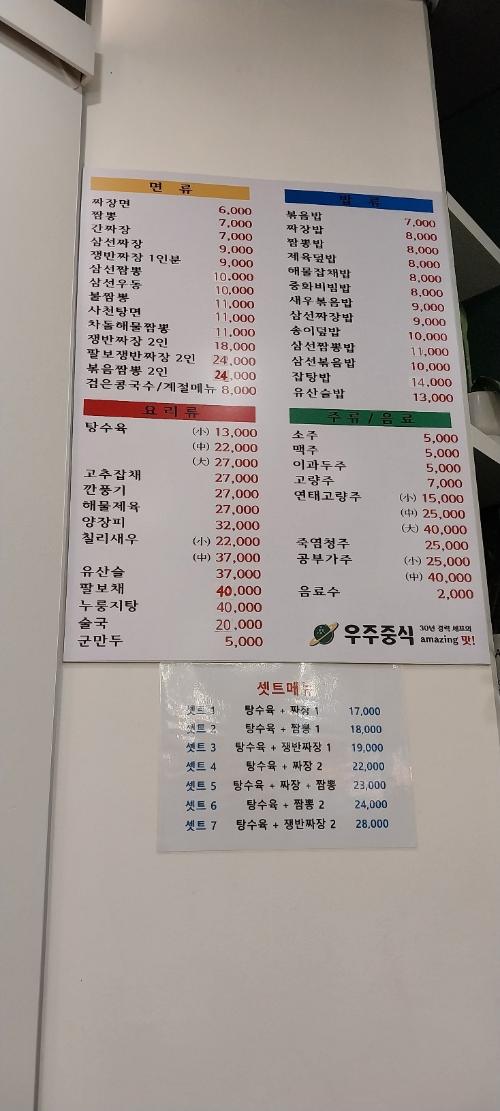 면 류
짜장면 6,000
짬뽕 7,000
간짜장 7,000
삼선짜장 9,000
쟁반짜장 1인분 9,000
삼선짬뽕 10,000
삼선우동 10,000
불짬뽕 11,000
사천탕면 11,000
차돌해물짬뽕 11,000
쟁반짜장 2인 18,000
팔보쟁반짜장 2인 24,000
볶음짬뽕 2인 24,000
검은콩국수/계절메뉴 8,000
밥 류
볶음밥 7,000
짜장밥 8,000
짬뽕밥 8,000
제육덮밥 8,000
해물잡채밥 8,000
중화비빔밥 8,000
새우볶음밥 9,000
삼선짜장밥 9,000
송이덮밥 10,000
삼선짬뽕밥 11,000
삼선볶음밥 10,000
잡탕밥 14,000
유산슬밥 13,000
요리류
탕수육 (小) 13,000
(中) 22,000
(大) 27,000
고추잡채 27,000
깐풍기 27,000
해물제육 27,000
양장피 32,000
칠리새우 (小) 22,000
(中) 37,000
유산슬 37,000
팔보채 40,000
누룽지탕 40,000
술국 20,000
군만두 5,000
주류/음료
소주 5,000
맥주 5,000
이과두주 5,000
고량주 7,000
연태고량주 (小) 15,000
(中) 25,000
(大) 40,000
죽엽청주 25,000
공부가주 (小) 25,000
(中) 40,000
음료수 2,000
우주중식 30년 경력 셰프의
amazing 맛!
셋트메뉴
셋트 1 탕수육 + 짜장 1 17,000
셋트 2 탕수육 + 짬뽕 1 18,000
셋트 3 탕수육 + 쟁반짜장 1 19,000
셋트 4 탕수육 + 짜장 2 22,000
셋트 5 탕수육 + 짜장 + 짬뽕 23,000
셋트 6 탕수육 + 짬뽕 2 24,000
셋트 7 탕수육 + 쟁반짜장 2 28,000